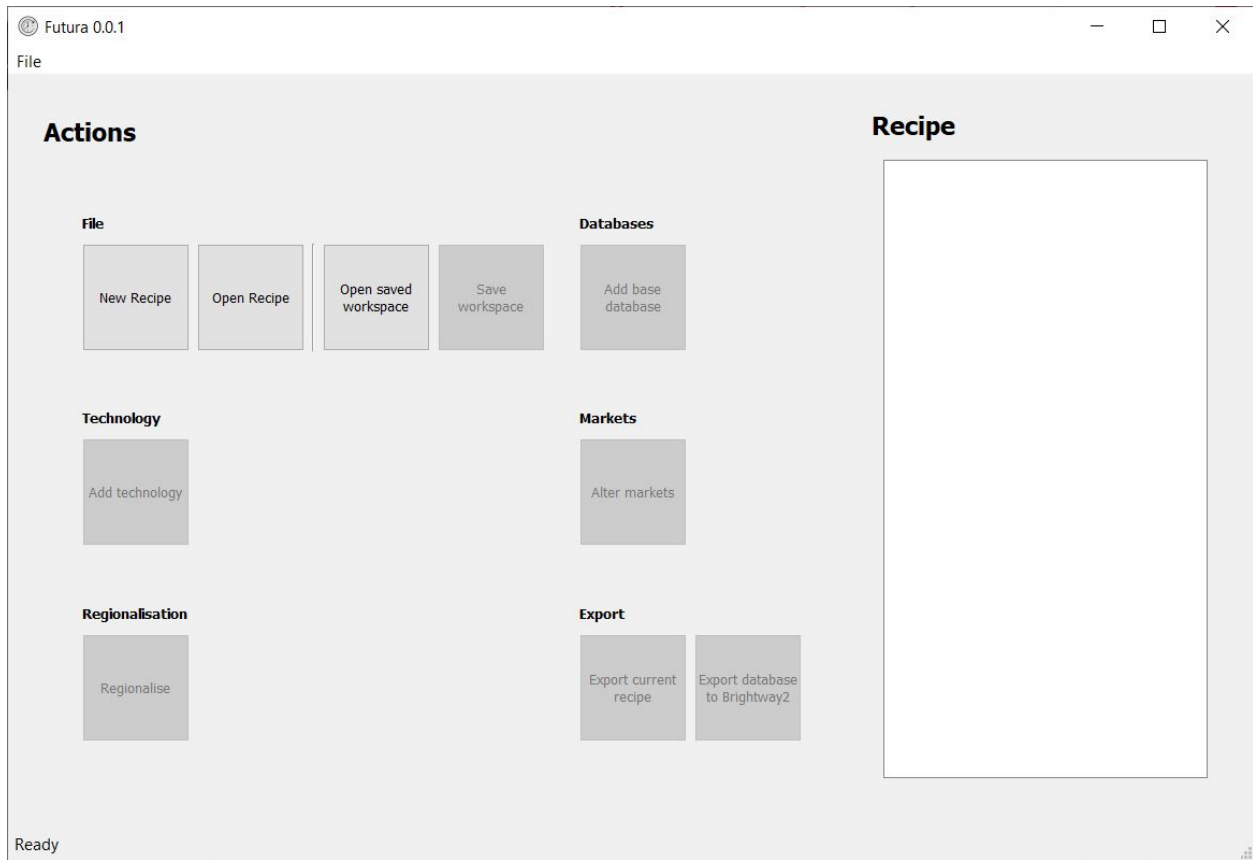 Futura 0.0.1
File
Actions
Recipe
File
New Recipe
Open Recipe
Open saved
workspace
Save
workspace
Databases
Add base
database
Technology
Add technology
Markets
Alter markets
Regionalisation
Regionalise
Export
Export current
recipe
Export database
to Brightway2
Ready